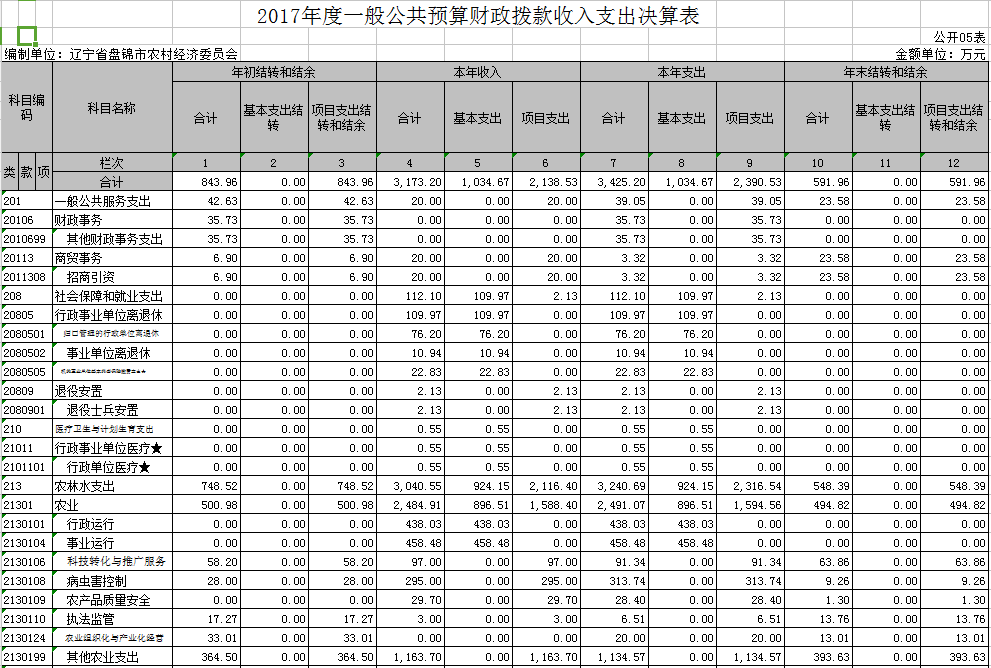 2017年度一般公共预算财政拨款收入支出决算表
公开05表
编制单位：辽宁省盘锦市农村经济委员会 金额单位：万元
科目编码 科目名称 年初结转和结余 本年收入 本年支出 年末结转和结余
合计 基本支出结转 项目支出结转和结余 合计 基本支出 项目支出 合计 基本支出 项目支出 合计 基本支出结转 项目支出结转和结余
类 款 项 栏次 1 2 3 4 5 6 7 8 9 10 11 12
合计 843.96 0.00 843.96 3,173.20 1,034.67 2,138.53 3,425.20 1,034.67 2,390.53 591.96 0.00 591.96
201 一般公共服务支出 42.63 0.00 42.63 20.00 0.00 20.00 39.05 0.00 39.05 23.58 0.00 23.58
20106 财政事务 35.73 0.00 35.73 0.00 0.00 0.00 35.73 0.00 35.73 0.00 0.00 0.00
2010699 其他财政事务支出 35.73 0.00 35.73 0.00 0.00 0.00 35.73 0.00 35.73 0.00 0.00 0.00
20113 商贸事务 6.90 0.00 6.90 20.00 0.00 20.00 3.32 0.00 3.32 23.58 0.00 23.58
2011308 招商引资 6.90 0.00 6.90 20.00 0.00 20.00 3.32 0.00 3.32 23.58 0.00 23.58
208 社会保障和就业支出 0.00 0.00 0.00 112.10 109.97 2.13 112.10 109.97 2.13 0.00 0.00 0.00
20805 行政事业单位离退休 0.00 0.00 0.00 109.97 109.97 0.00 109.97 109.97 0.00 0.00 0.00 0.00
2080501 归口管理的行政单位离退休 0.00 0.00 0.00 76.20 76.20 0.00 76.20 76.20 0.00 0.00 0.00 0.00
2080502 事业单位离退休 0.00 0.00 0.00 10.94 10.94 0.00 10.94 10.94 0.00 0.00 0.00 0.00
2080505 0.00 0.00 0.00 22.83 22.83 0.00 22.83 22.83 0.00 0.00 0.00 0.00
20809 退役安置 0.00 0.00 0.00 2.13 0.00 2.13 2.13 0.00 2.13 0.00 0.00 0.00
2080901 退役士兵安置 0.00 0.00 0.00 2.13 0.00 2.13 2.13 0.00 2.13 0.00 0.00 0.00
210 医疗卫生与计划生育支出 0.00 0.00 0.00 0.55 0.55 0.00 0.55 0.55 0.00 0.00 0.00 0.00
21011 行政事业单位医疗★ 0.00 0.00 0.00 0.55 0.55 0.00 0.55 0.55 0.00 0.00 0.00 0.00
2101101 行政单位医疗★ 0.00 0.00 0.00 0.55 0.55 0.00 0.55 0.55 0.00 0.00 0.00 0.00
213 农林水支出 748.52 0.00 748.52 3,040.55 924.15 2,116.40 3,240.69 924.15 2,316.54 548.39 0.00 548.39
21301 农业 500.98 0.00 500.98 2,484.91 896.51 1,588.40 2,491.07 896.51 1,594.56 494.82 0.00 494.82
2130101 行政运行 0.00 0.00 0.00 438.03 438.03 0.00 438.03 438.03 0.00 0.00 0.00 0.00
2130104 事业运行 0.00 0.00 0.00 458.48 458.48 0.00 458.48 458.48 0.00 0.00 0.00 0.00
2130106 科技转化与推广服务 58.20 0.00 58.20 97.00 0.00 97.00 91.34 0.00 91.34 63.86 0.00 63.86
2130108 病虫害控制 28.00 0.00 28.00 295.00 0.00 295.00 313.74 0.00 313.74 9.26 0.00 9.26
2130109 农产品质量安全 0.00 0.00 0.00 29.70 0.00 29.70 28.40 0.00 28.40 1.30 0.00 1.30
2130110 执法监管 17.27 0.00 17.27 3.00 0.00 3.00 6.51 0.00 6.51 13.76 0.00 13.76
2130124 农业组织化与产业化经营 33.01 0.00 33.01 0.00 0.00 0.00 20.00 0.00 20.00 13.01 0.00 13.01
2130199 其他农业支出 364.50 0.00 364.50 1,163.70 0.00 1,163.70 1,134.57 0.00 1,134.57 393.63 0.00 393.63